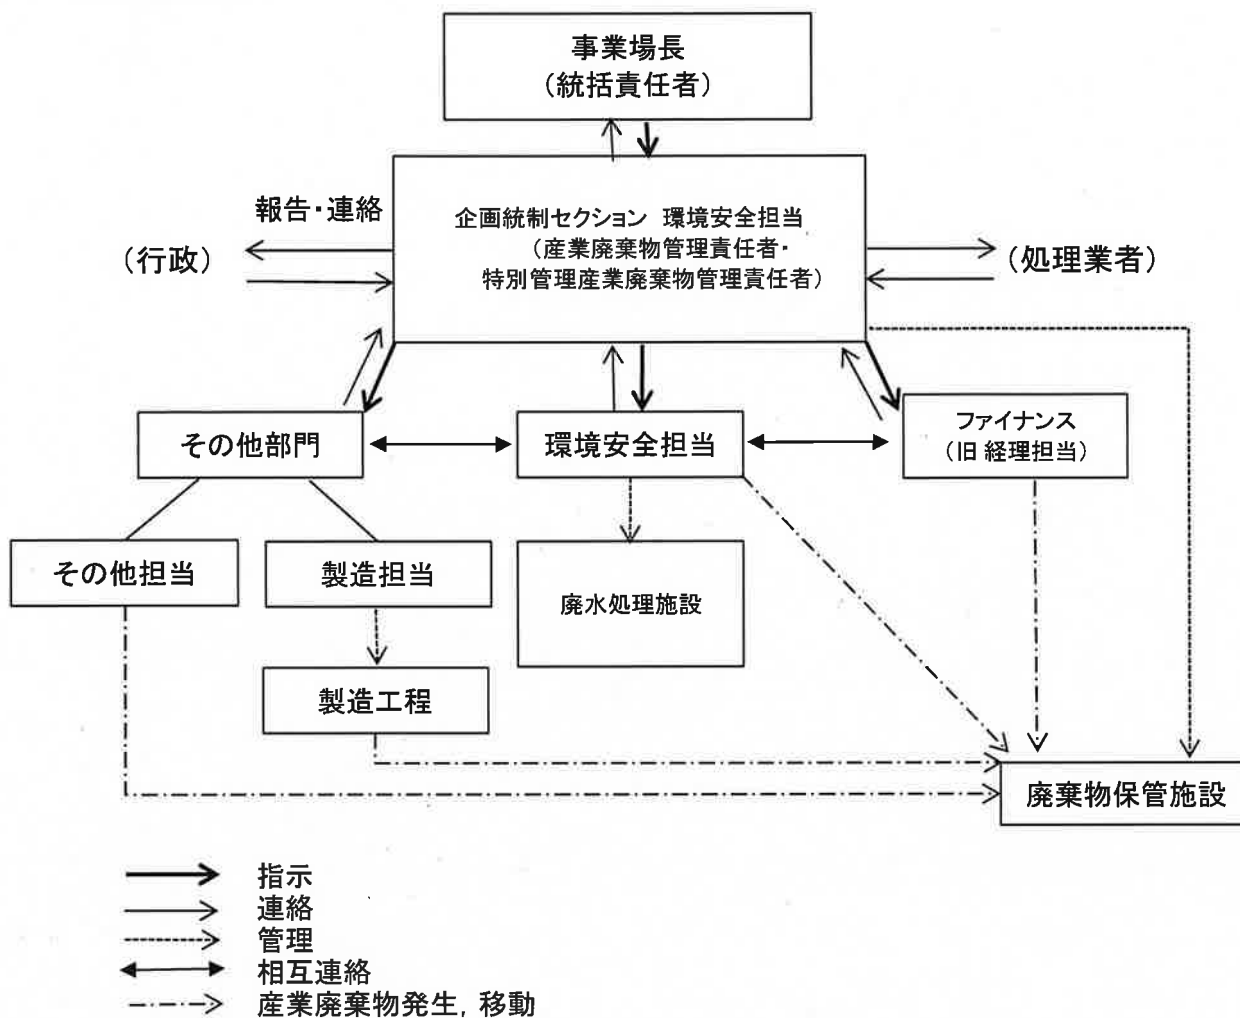 事業場長
（統括責任者）
報告・連絡
企画統制セクション 環境安全担当
（産業廃棄物管理責任者・
特別管理産業廃棄物管理責任者）
（行政）
（処理業者）
その他部門
環境安全担当
ファイナンス
（旧 経理担当）
その他担当
製造担当
廃水処理施設
製造工程
廃棄物保管施設
指示
連絡
管理
相互連絡
産業廃棄物発生，移動